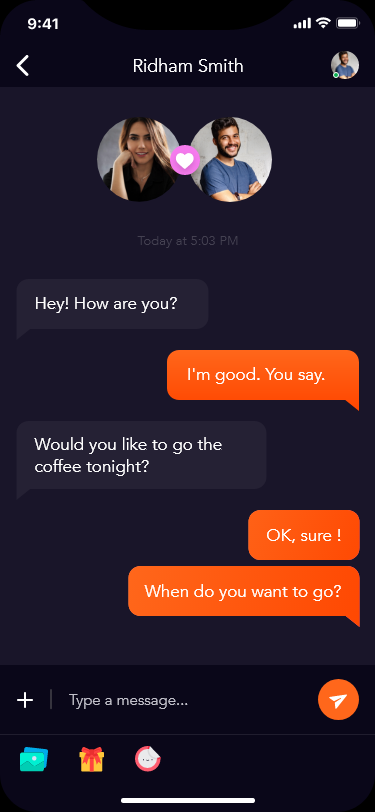 9:41
Ridham Smith
Today at 5:03 PM
Hey! How are you?
I'm good. You say.
Would you like to go the
coffee tonight?
OK, sure !
When do you want to go?
Type a message...